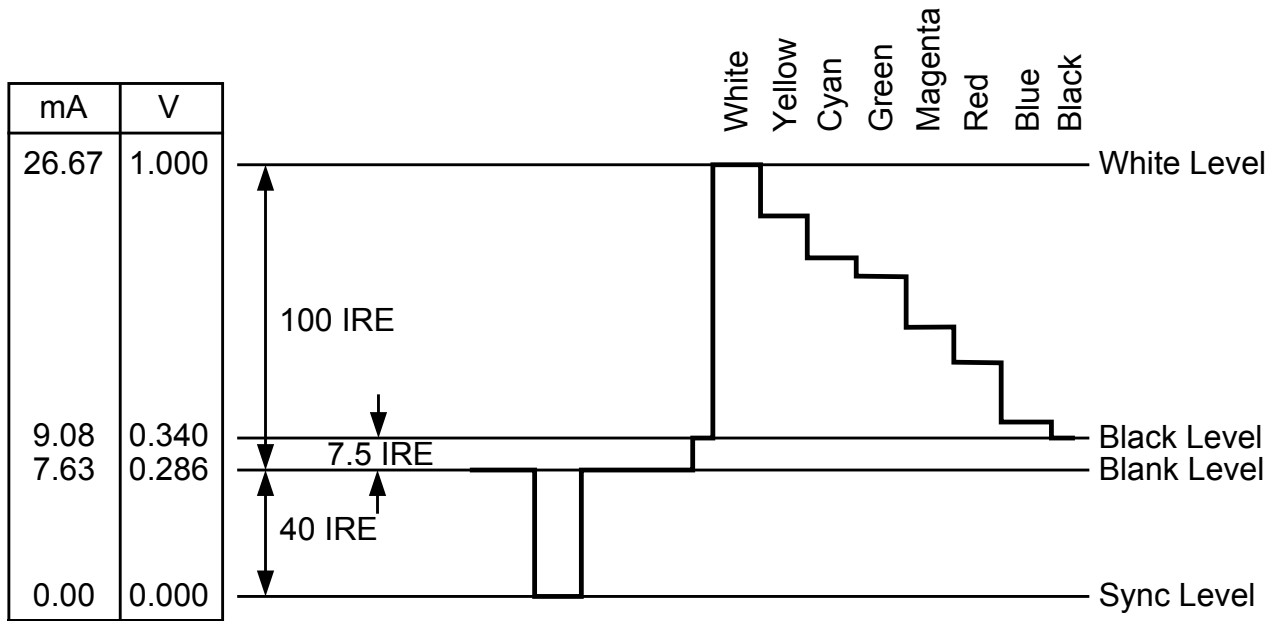 White
Yellow
Cyan
Green
Magenta
Red
Blue
Black
mA V
26.67 1.000
White Level
100 IRE
9.08 0.340
Black Level
7.5 IRE
7.63 0.286
Blank Level
40 IRE
0.00 0.000
Sync Level